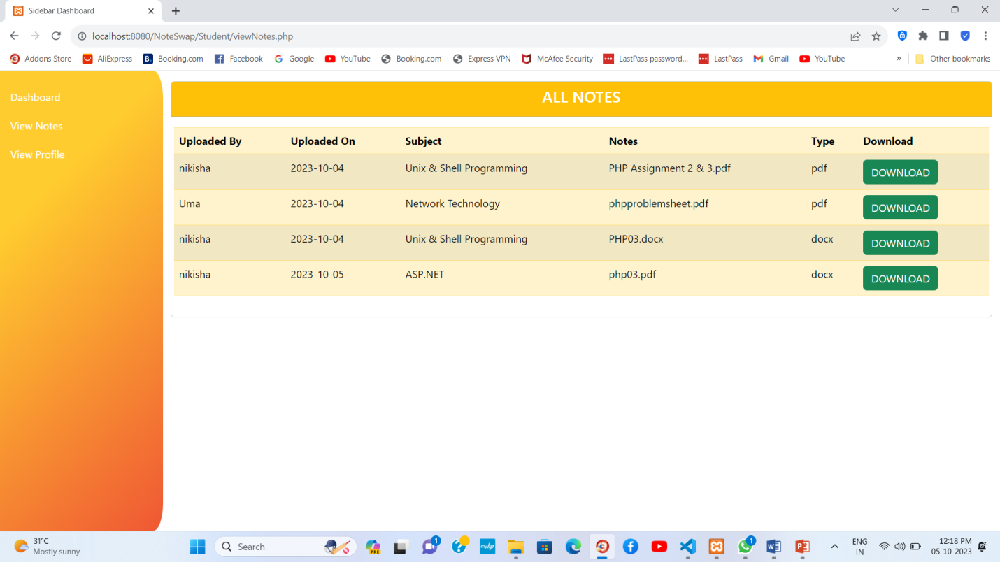 Sidebar Dashboard
localhost:8080/NoteSwap/Student/viewNotes.php
Addons Store AliExpress B. Booking.com Facebook G Google YouTube Booking.com Express VPN McAfee Security LastPass password... LastPass Gmail YouTube » Other bookmarks
Dashboard
View Notes
View Profile
ALL NOTES
Uploaded By Uploaded On Subject Notes Type Download
nikisha 2023-10-04 Unix & Shell Programming PHP Assignment 2 & 3.pdf pdf DOWNLOAD
Uma 2023-10-04 Network Technology phpproblemsheet.pdf pdf DOWNLOAD
nikisha 2023-10-04 Unix & Shell Programming PHP03.docx docx DOWNLOAD
nikisha 2023-10-05 ASP.NET php03.pdf docx DOWNLOAD
31°C
Mostly sunny
Search
PRE
1
?
myhp
1
W
P
ENG
IN
12:18 PM
05-10-2023